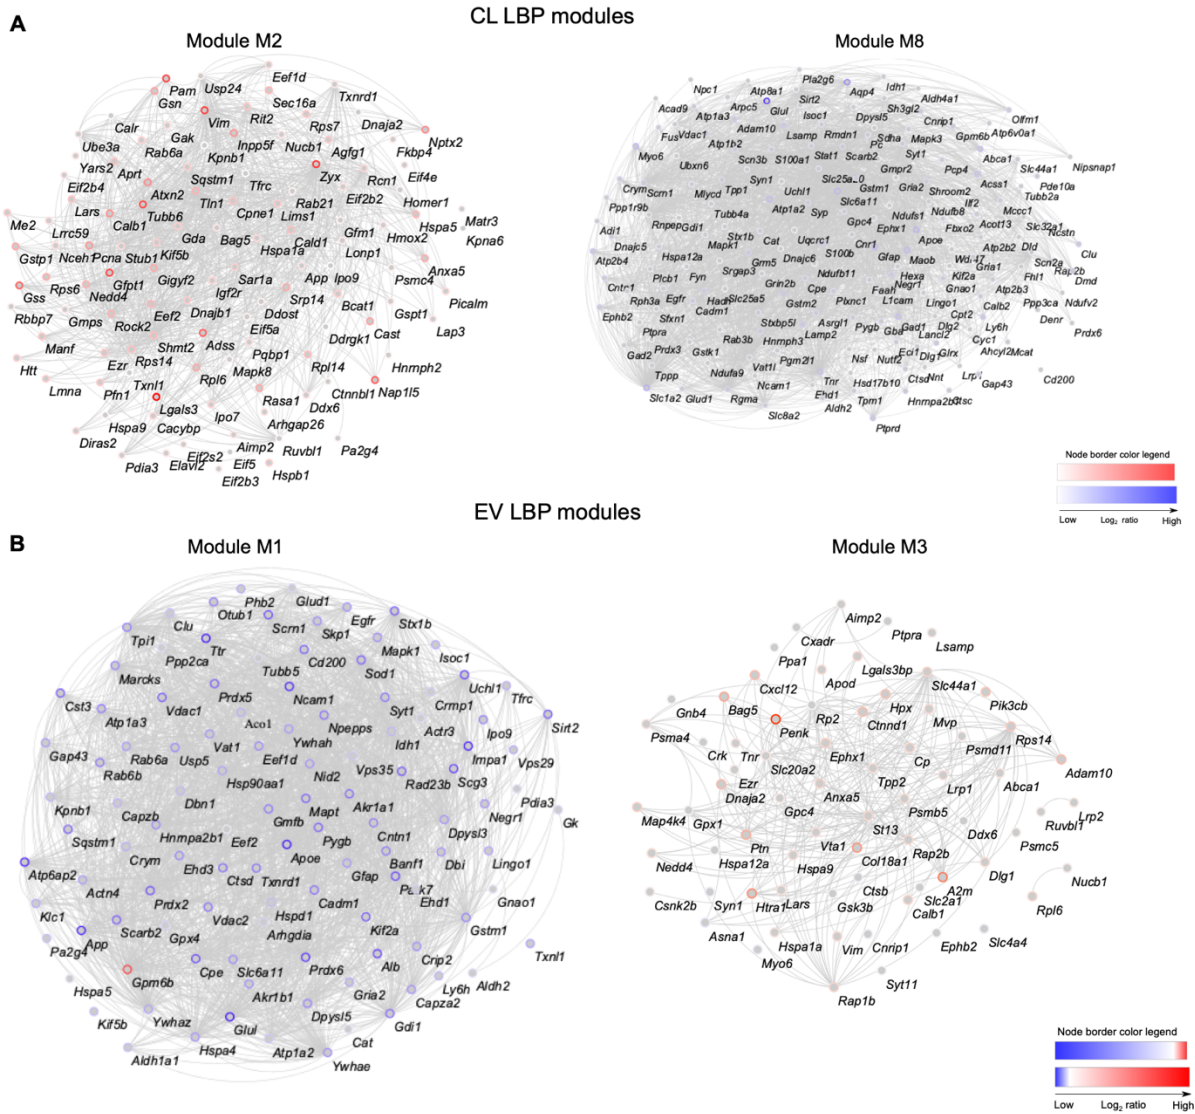 CL LBP modules
A
Module M2
Module M8
Eef1d
Pam Usp24
Gsn Sec16a Txnrd1
Calr Vim Rit2 Rps7 Dnaja2 Nptx2
Ube3a Gak Inpp5f Nucb1 Agfg1 Fkbp4
Yars2 Rab6a Kpnb1 Zyx Rcn1 Eif4e
Eif2b4 Aprt Sqstm1 Tfrc Eif2b2 Homer1
Atxn2 Tln1 Rab21 Matr3
Lars Tubb6 Cpne1 Lims1 Hspa5
Me2 Calb1 Gfm1 Hmox2 Kpna6
Lrrc59 Gda Bag5 Cald1 Lonp1
Gstp1 Nceh1 Pcna Stub1 Kif5b Hspa1a Anxa5
Gfpt1 Sar1a App Ipo9 Psmc4
Gss Rps6 Nedd4 Gigyf2 Igf2r Srp14 Picalm
Rbbp7 Gmps Dnajb1 Ddost Bcat1 Gspt1
Rock2 Eef2 Eif5a Cast Lap3
Manf Shmt2 Adss Ddrgk1
Htt Ezr Rps14 Pqbp1 Hnrnph2
Lmna Txnl1 Rpl6 Mapk8 Rpl14
Pfn1 Lgals3 Ctnnbl1 Nap1l5
Hspa9 Cacybp Ipo7 Rasa1 Ddx6
Diras2 Arhgap26
Eif2s2 Aimp2 Ruvbl1 Pa2g4
Pdia3 Elavl2 Eif5
Eif2b3 Hspb1
Npc1 Pla2g6 Idh1
Atp8a1 Aqp4
Acad9 Arpc5 Glul Sirt2 Sh3gl2 Aldh4a1
Atp1a3 Isoc1 Dpysl5 Cnrip1 Olfm1
Fus Vdac1 Adam10 Lsamp Rmdn1 Sdha Mapk3 Gpm6b Atp6v0a1
Myo6 Atp1b2 Scn3b S100a1 Stat1 Scarb2 Syt1 Abca1 Nipsnap1
Ubxn6 Gmpr2 Pcp4 Slc44a1
Crym Scrn1 Mlycd Tpp1 Syn1 Uchl1 Gstm1 Gria2 Shroom2 Acss1 Pde10a
Ppp1r9b Slc6a11 Ilf2 Mccc1 Tubb2a
Adi1 Rnpep Gdi1 Tubb4a Atp1a2 Syp Gpc4 Ndufs1 Ndufb8 Acot13 Slc32a1
Dnajc5 Mapk1 Stx1b Cat Uqcrc1 Cnr1 Ephx1 Apoe Fbxo2 Atp2b2 Dld Ncstn
Atp2b4 Hspa12a Srgap3 Grm5 Dnajc6 S100b Gfap Maob Gria1 Scn2a Clu
Plcb1 Fyn Grin2b Ndufb11 Hexa Kif2a Fhl1 Dmd
Rph3a Egfr Hadh Slc25a5 Cpe Faah Negr1 Gnao1 Atp2b3
Ephb2 Sfxn1 Cadm1 Gstm2 Plxnc1 L1cam Lingo1 Calb2 Ppp3ca Ndufv2
Ptpra Stxbp5l Asrgl1 Cpt2 Ly6h Denr
Rab3b Hnrnph3 Lamp2 Pygb Gba Gad1 Dlg2 Cyc1 Prdx6
Gad2 Prdx3 Gstk1 Vat1l Pgm2l1 Nsf Nutf2 Eci1 Dlg1 Glrx Ahcyl2 Mcat
Tppp Ndufa9 Ncam1 Tnr Hsd17b10 Ctsd Nnt Gap43 Cd200
Slc1a2 Glud1 Rgma Ehd1 Tpm1
Slc8a2 Aldh2 Ptprd
Node border color legend
Low Log2 ratio High
EV LBP modules
B
Module M1
Module M3
Phb2 Glud1
Clu Otub1 Egfr Stx1b
Tpi1 Scrn1 Skp1
Ttr Mapk1
Ppp2ca Cd200 Isoc1
Marcks Tubb5 Sod1
Prdx5 Ncam1 Uchl1
Cst3 Vdac1 Syt1 Crmp1 Tfrc
Atp1a3 Aco1 Npepps Actr3 Ipo9 Sirt2
Vat1 Ywhah Idh1
Gap43 Rab6a Usp5 Eef1d Impa1 Vps29
Rab6b Hsp90aa1 Nid2 Vps35 Rad23b Scg3
Kpnb1 Dbn1 Mapt Akr1a1 Pdia3
Capzb Gmfb Negr1 Gk
Sqstm1 Hnrnpa2b1 Eef2 Pygb Cntn1 Dpysl3
Crym Apoe Banf1 Dbi Lingo1
Atp6ap2 Ehd3 Ctsd Txnrd1 Gfap
Actn4 Cadm1 Ehd1 Gnao1
Klc1 Prdx2 Vdac2 Hspd1
Scarb2 Arhgdia Kif2a Gstm1
Pa2g4 App Gpx4 Txnl1
Cpe Slc6a11 Prdx6 Alb Crip2
Hspa5 Gpm6b Gria2 Ly6h Aldh2
Akr1b1 Capza2
Kif5b Ywhaz Glul Dpysl5 Gdi1
Cat
Aldh1a1 Hspa4 Atp1a2 Ywhae
Aimp2
Cxadr Ptpra
Ppa1 Lgals3bp Lsamp
Cxcl12 Apod Slc44a1
Gnb4 Bag5 Rp2 Hpx Pik3cb
Psma4 Penk Ctnnd1 Mvp Rps14
Crk Tnr Ephx1 Cp Psmd11
Slc20a2 Adam10
Ezr Tpp2 Lrp1 Abca1
Dnaja2 Anxa5
Map4k4 Gpx1 Gpc4 Psmb5 Lrp2
St13 Ddx6 Ruvbl1
Ptn Vta1 Rap2b Psmc5
Nedd4 Hspa12a Hspa9 Col18a1
Dlg1 Nucb1
Csnk2b Syn1 Htra1 Lars Ctsb A2m
Gsk3b Slc2a1 Rpl6
Asna1 Calb1
Hspa1a Vim Cnrip1 Ephb2 Slc4a4
Myo6
Syt11
Rap1b
Node border color legend
Low Log2 ratio High